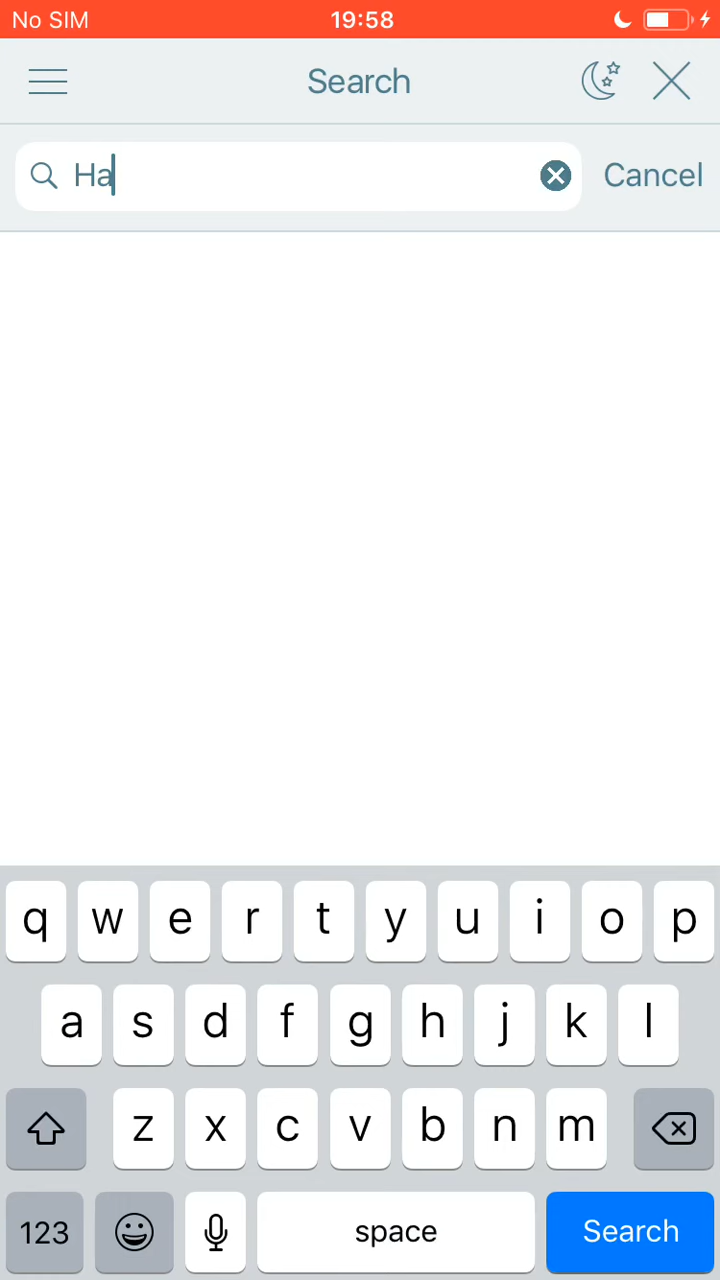 No SIM 19:58
Search
Ha Cancel
q w e r t y u i o p
a s d f g h j k l
z x c v b n m
123 space Search